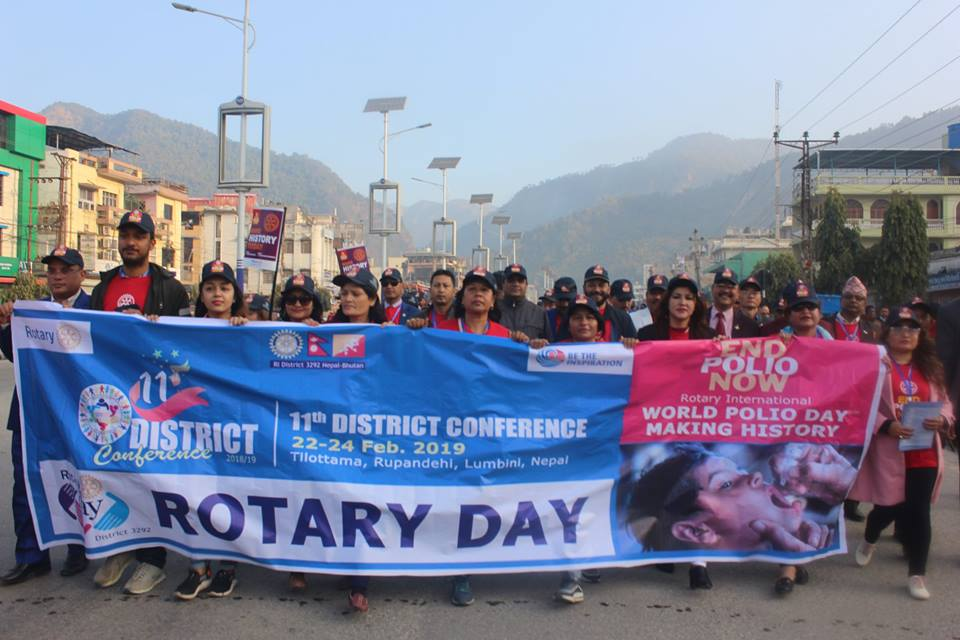 HISTORY
HISTORY
Rotary
11
DISTRICT
Conference
2018/19
RI District 3292 Nepal-Bhutan
11th DISTRICT CONFERENCE
22-24 Feb. 2019
Tilottama, Rupandehi, Lumbini, Nepal
BE THE
INSPIRATION
END
POLIO
NOW
Rotary International
WORLD POLIO DAY
MAKING HISTORY
District 3292
ROTARY DAY